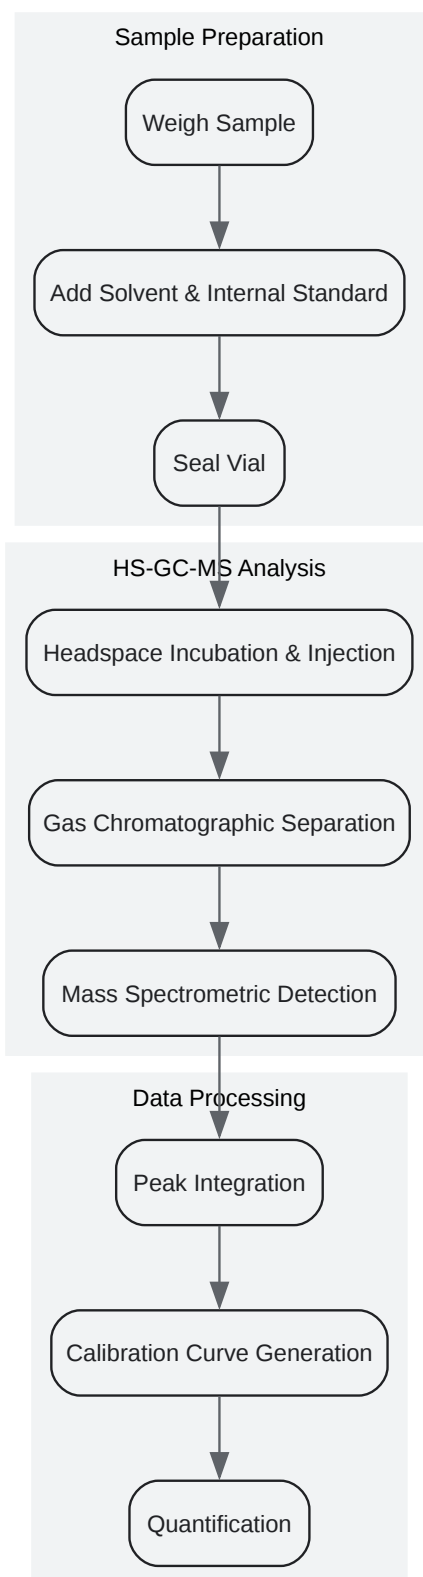 Sample Preparation
Weigh Sample
Add Solvent & Internal Standard
Seal Vial
HS-GC-MS Analysis
Headspace Incubation & Injection
Gas Chromatographic Separation
Mass Spectrometric Detection
Data Processing
Peak Integration
Calibration Curve Generation
Quantification